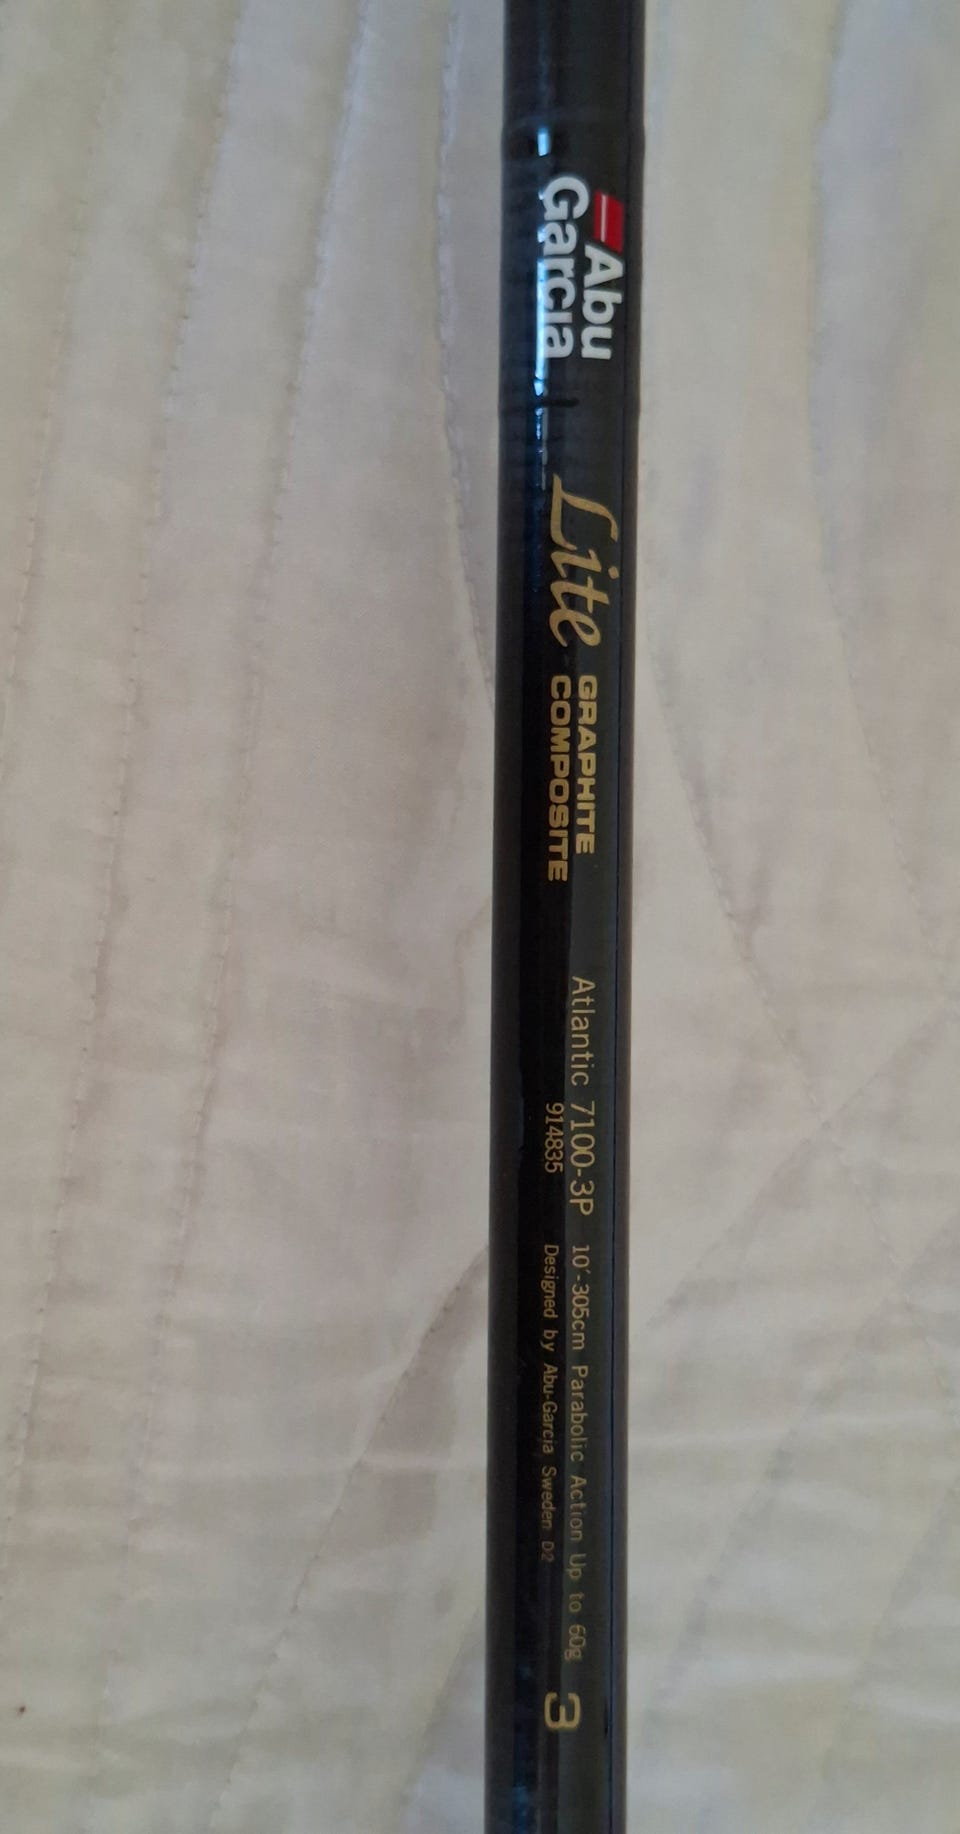 Abu
Garcia
Lite
GRAPHITE
COMPOSITE
Atlantic 7100-3P 10'-305cm Parabolic Action Up to 60g
914835 Designed by Abu-Garcia Sweden D2
3